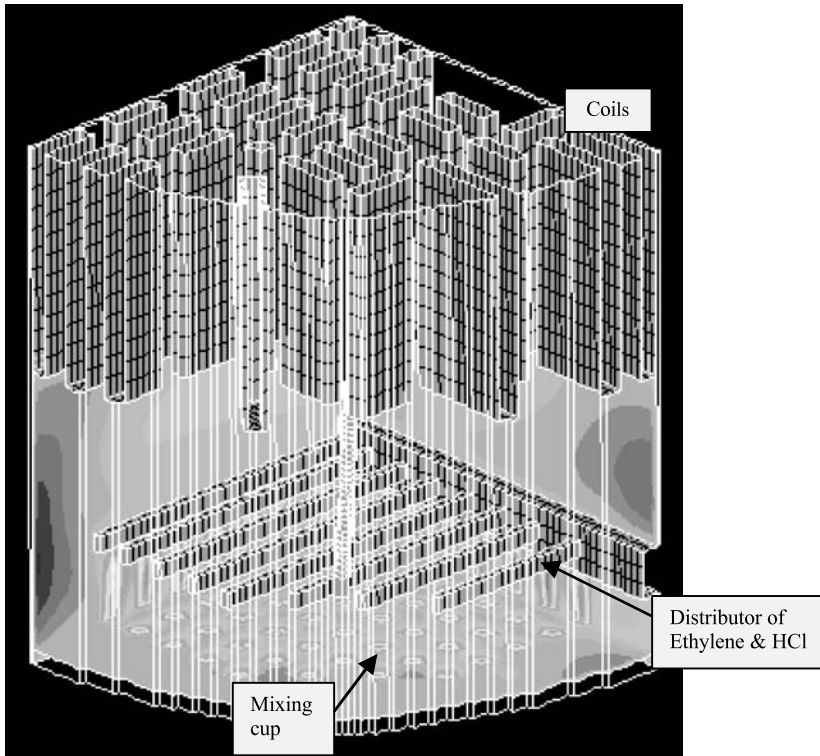 Coils
Distributor of
Ethylene & HCl
Mixing
cup